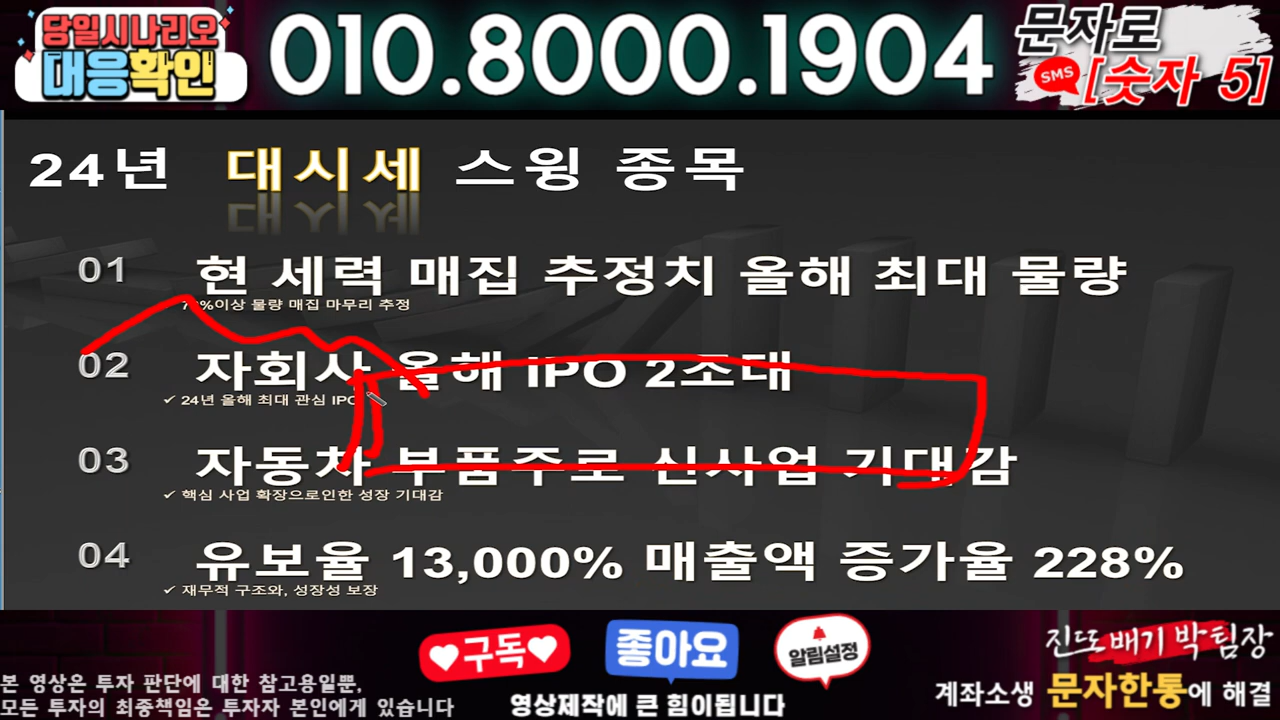 당일시나리오
대응확인
010.8000.1904
문자로
SMS [숫자 5]
24년 대시세 스윙 종목
01 현 세력 매집 추정치 올해 최대 물량
%이상 물량 매집 마무리 추정
02 자회사 올해 IPO 2조대
✓ 24년 올해 최대 관심 IPO
03 자동차 부품주로 신사업 기대감
✓ 핵심 사업 확장으로인한 성장 기대감
04 유보율 13,000% 매출액 증가율 228%
✓ 재무적 구조와, 성장성 보장
구독
좋아요
알림설정
영상제작에 큰 힘이됩니다
본 영상은 투자 판단에 대한 참고용일뿐,
모든 투자의 최종책임은 투자자 본인에게 있습니다
진또배기 박팀장
계좌소생 문자한통에 해결